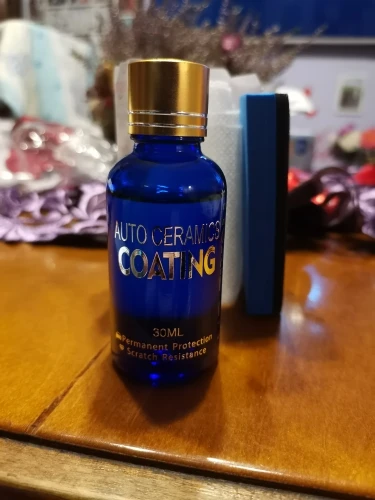 AUTO CERAMICS
COATING
30ML
Permanent Protection
Scratch Resistance